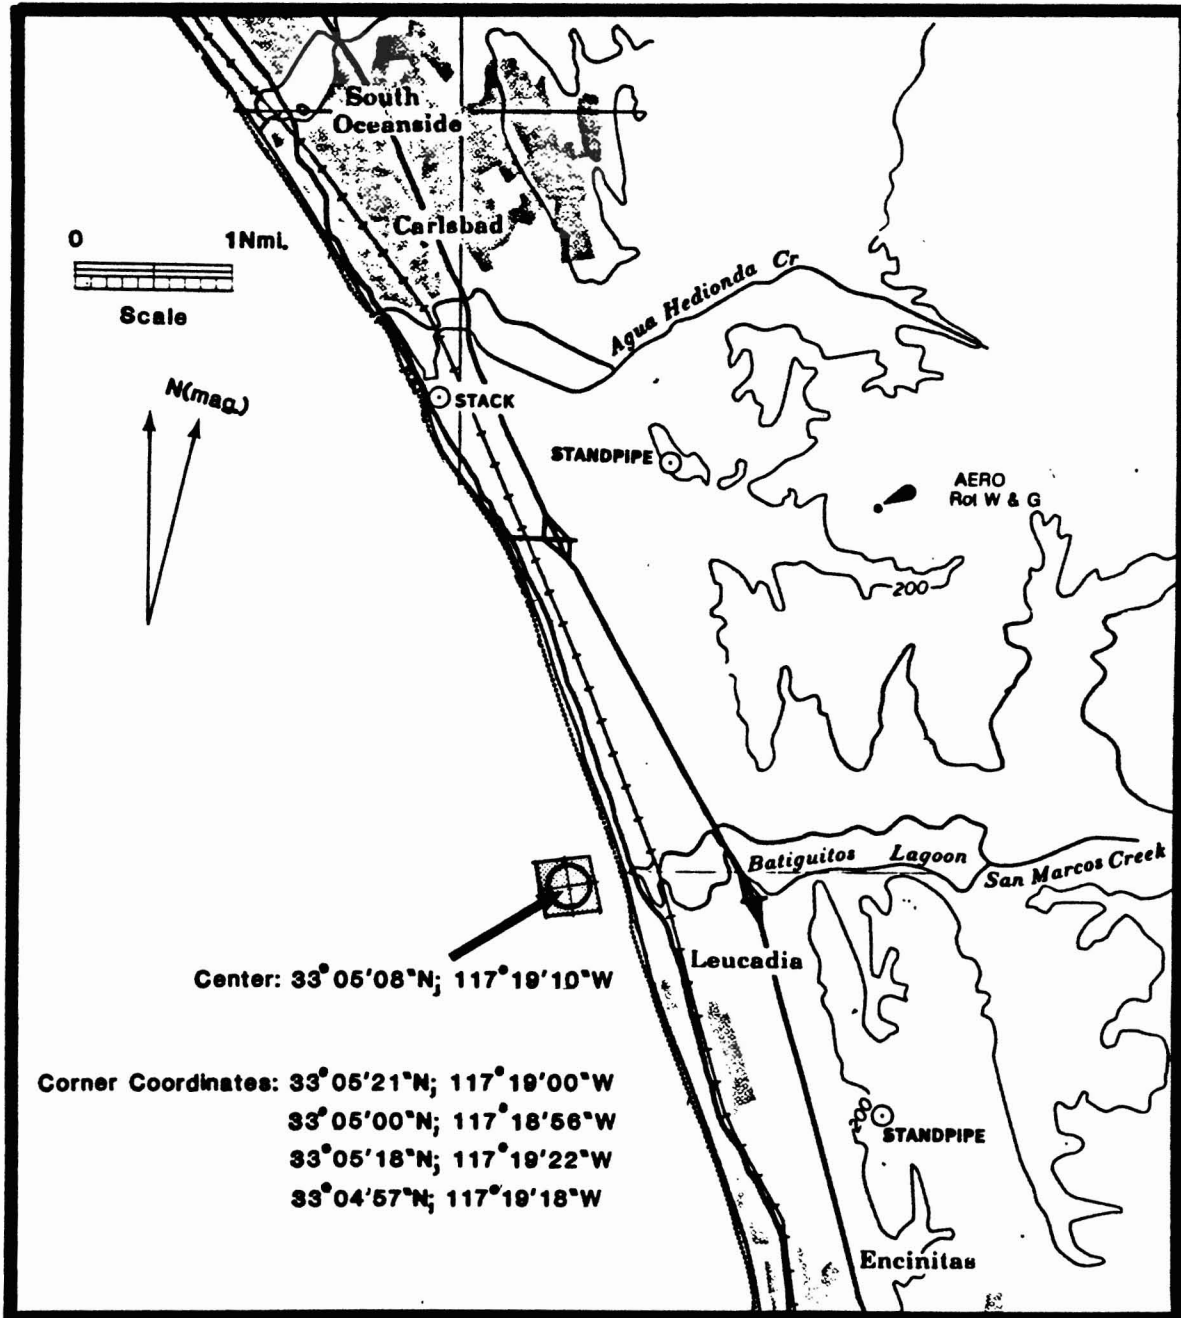 South
Oceanside
Carlsbad
0 1Nmi.
Scale
Agua Hedionda Cr
N(mag.)
STACK
STANDPIPE
AERO
Rot W & G
200
Batiguitos Lagoon
San Marcos Creek
Leucadia
Center: 33°05'08"N; 117°19'10"W
Corner Coordinates: 33°05'21"N; 117°19'00"W
33°05'00"N; 117°18'56"W
33°05'18"N; 117°19'22"W
33°04'57"N; 117°19'18"W
200
STANDPIPE
Encinitas